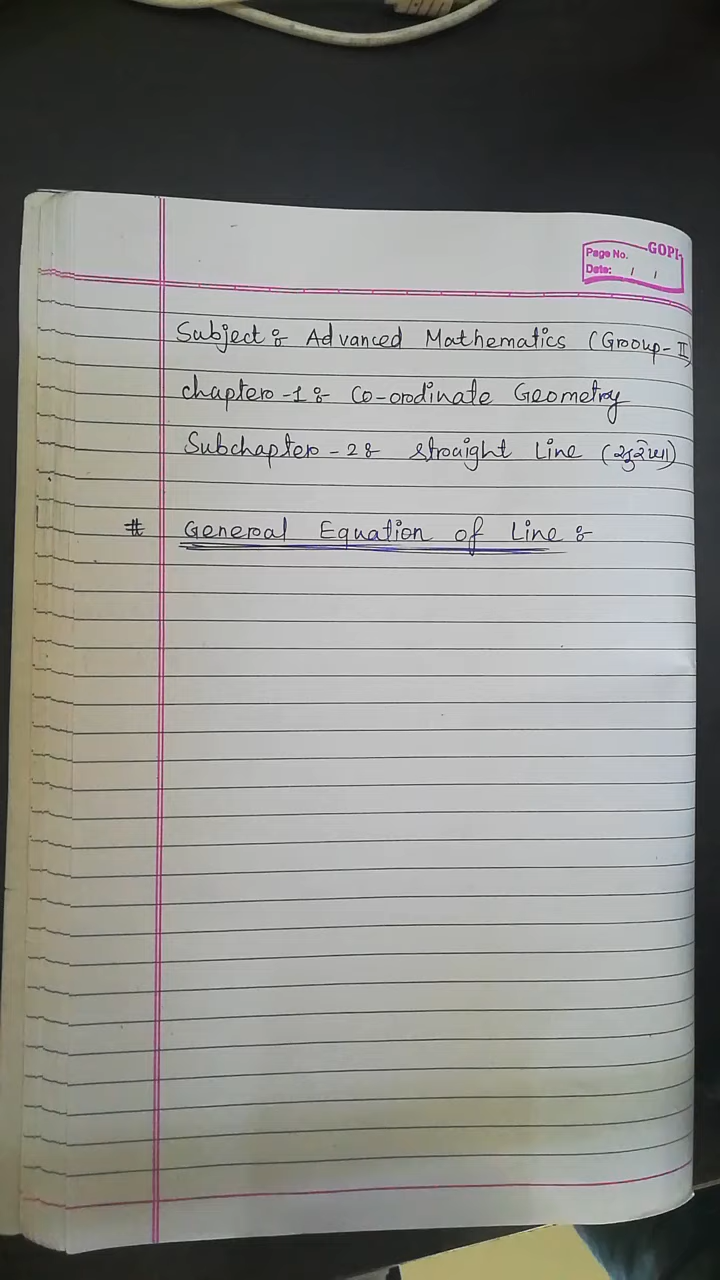 GOPI
Page No.
Date: / /
Subject : Advanced Mathematics (Group-II)
chapter-1 : Co-ordinate Geometry
Subchapter-2 : Straight Line (સુરેખા)
# General Equation of Line :